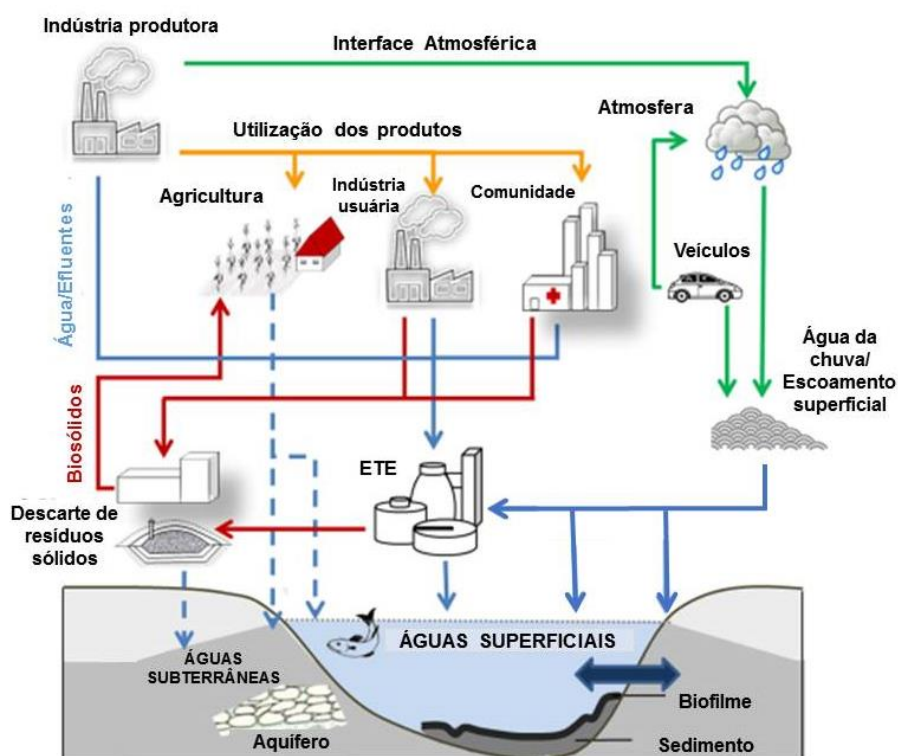 Indústria produtora
Interface Atmosférica
Atmosfera
Utilização dos produtos
Agricultura
Indústria
usuária
Comunidade
Veículos
Água/Efluentes
Água da
chuva/
Escoamento
superficial
Biosólidos
ETE
Descarte de
resíduos
sólidos
ÁGUAS SUPERFICIAIS
ÁGUAS
SUBTERRÂNEAS
Biofilme
Aquífero
Sedimento